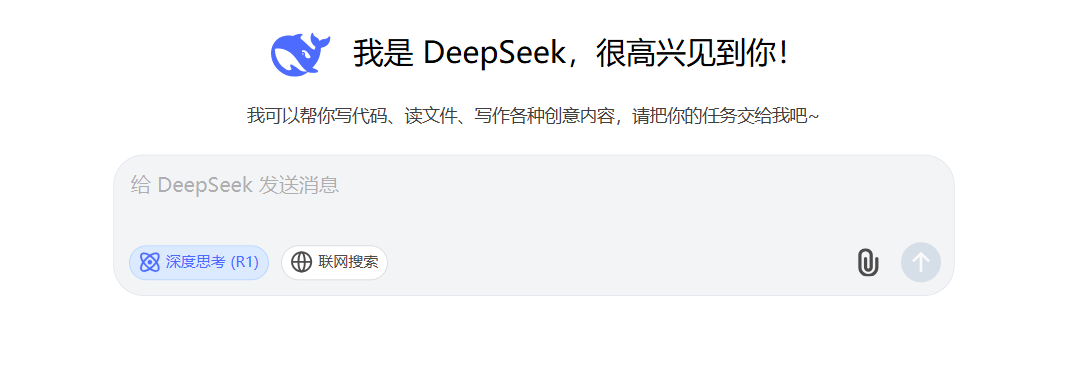 我是 DeepSeek，很高兴见到你！
我可以帮你写代码、读文件、写作各种创意内容，请把你的任务交给我吧~
给 DeepSeek 发送消息
深度思考 (R1) 联网搜索